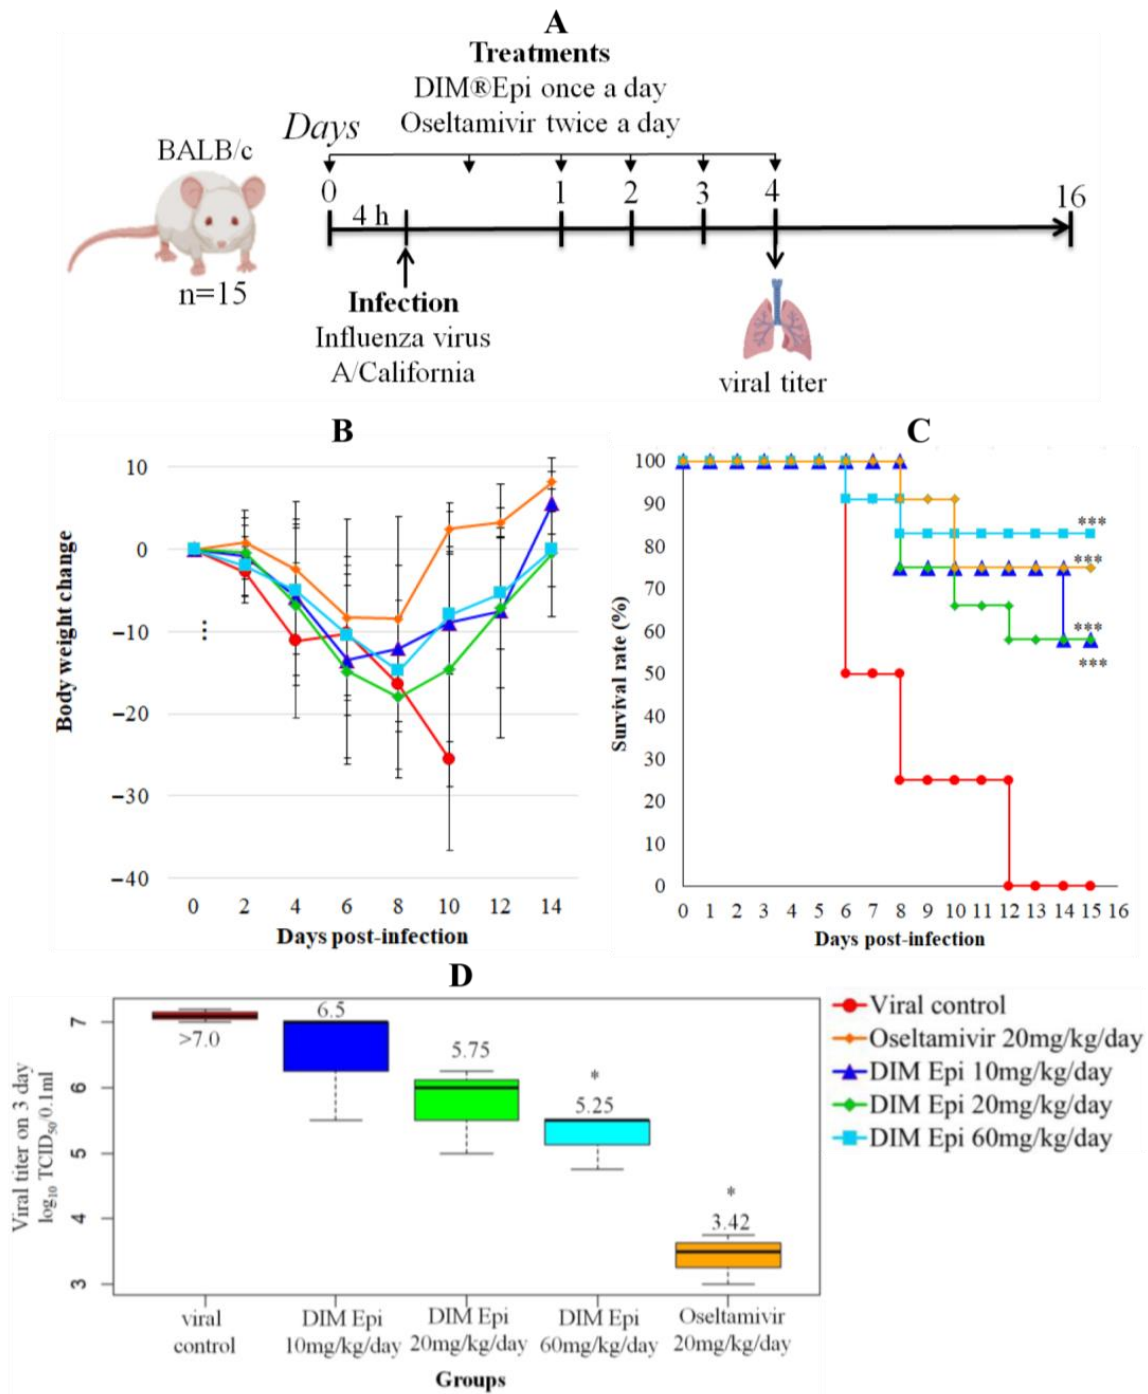 A
Treatments
DIM®Epi once a day
Oseltamivir twice a day
Days
BALB/c
0 1 2 3 4 16
4 h
n=15
Infection
Influenza virus
A/California
viral titer
B
10
0
−10
−20
−30
−40
Body weight change
⋮
0 2 4 6 8 10 12 14
Days post-infection
C
100
90
80
70
60
50
40
30
20
10
0
Survival rate (%)
***
***
***
***
0 1 2 3 4 5 6 7 8 9 10 11 12 13 14 15 16
Days post-infection
D
Viral titer on 3 day
log10 TCID50/0.1ml
7
6
5
4
3
>7.0
6.5
5.75
*
5.25
*
3.42
viral
control
DIM Epi
10mg/kg/day
DIM Epi
20mg/kg/day
DIM Epi
60mg/kg/day
Oseltamivir
20mg/kg/day
Groups
Viral control
Oseltamivir 20mg/kg/day
DIM Epi 10mg/kg/day
DIM Epi 20mg/kg/day
DIM Epi 60mg/kg/day